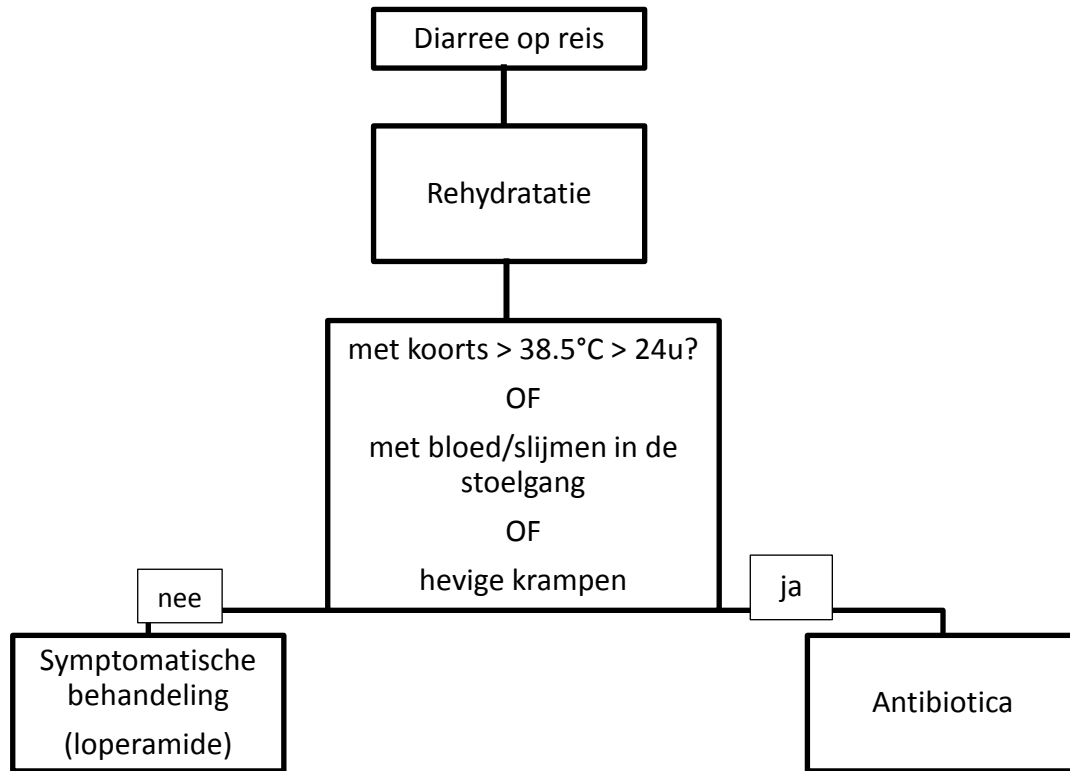 Diarree op reis
Rehydratatie
met koorts > 38.5°C > 24u?
OF
met bloed/slijmen in de
stoelgang
OF
hevige krampen
nee
ja
Symptomatische
behandeling
(loperamide)
Antibiotica